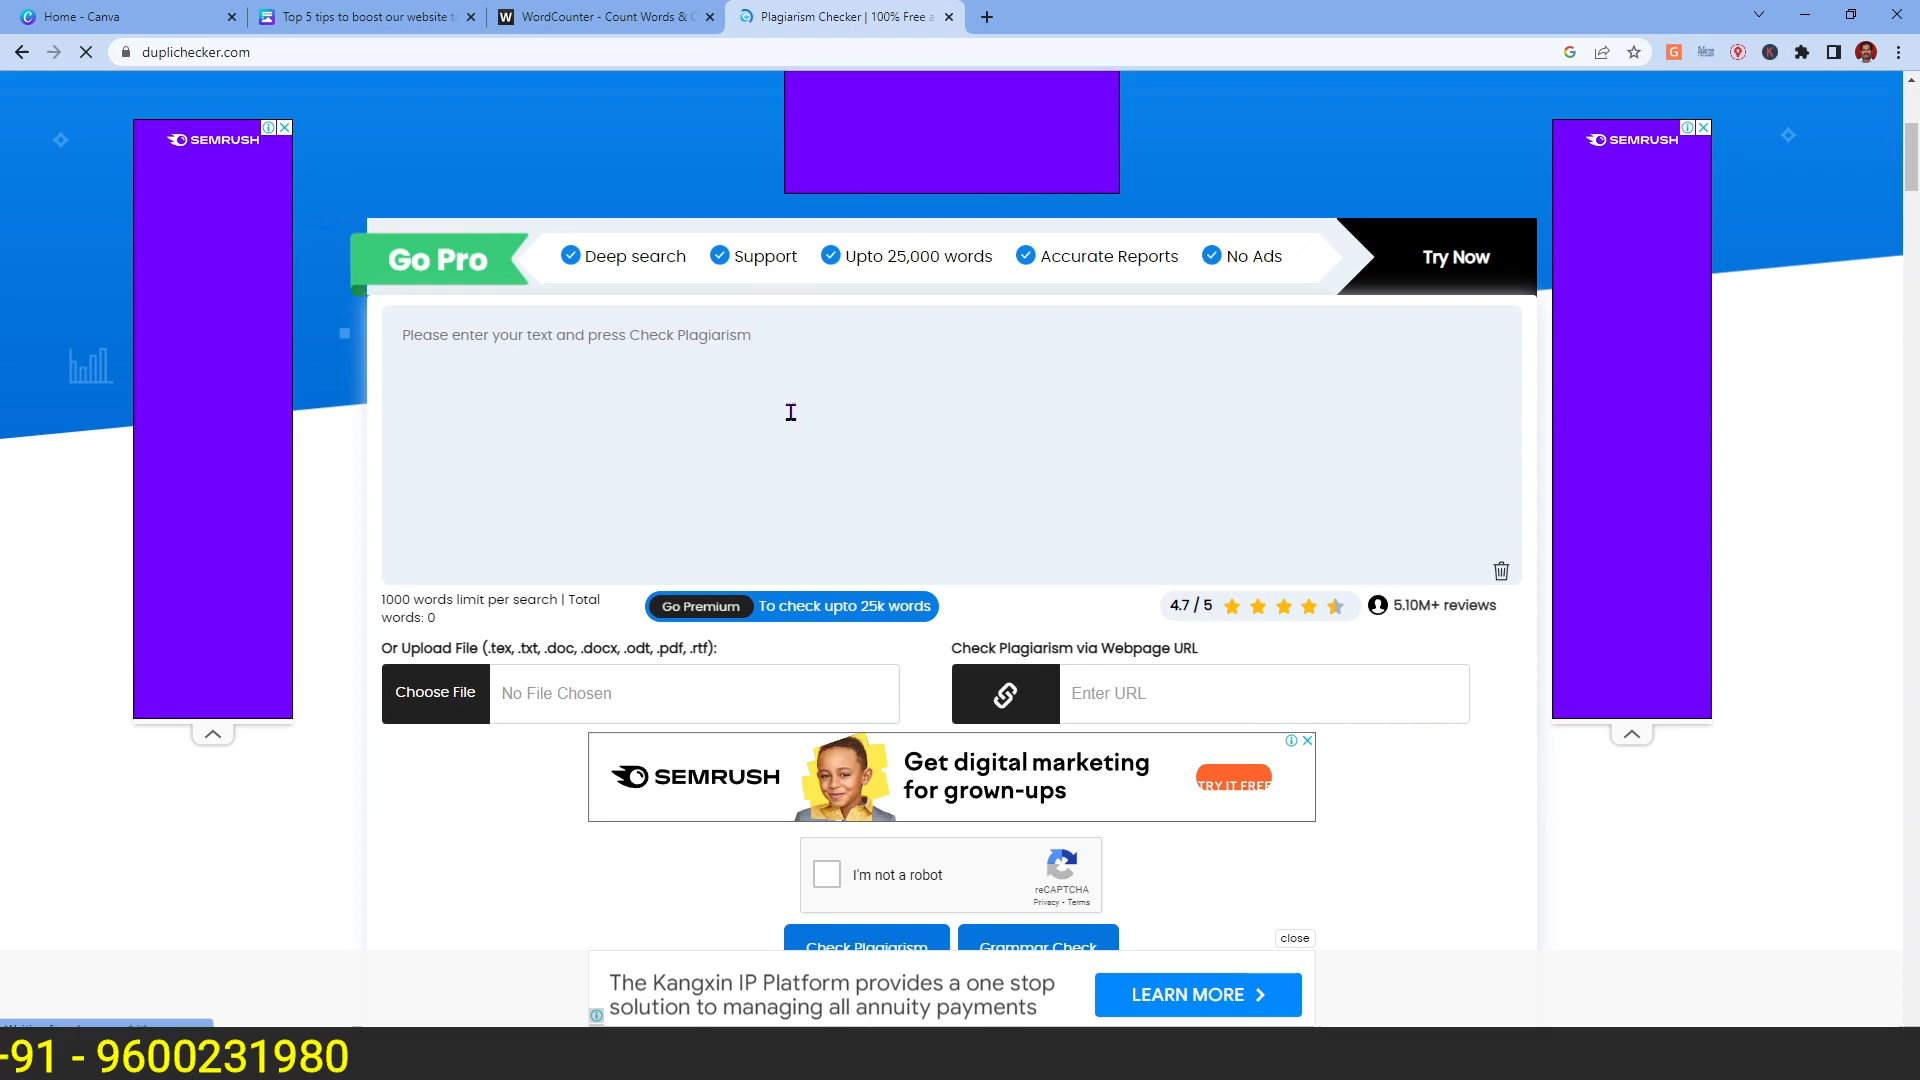 Home - Canva
Top 5 tips to boost our website t
WordCounter - Count Words & C
Plagiarism Checker | 100% Free a
duplichecker.com
SEMRUSH
SEMRUSH
Go Pro
Deep search
Support
Upto 25,000 words
Accurate Reports
No Ads
Try Now
Please enter your text and press Check Plagiarism
1000 words limit per search | Total
words: 0
Go Premium
To check upto 25k words
4.7 / 5
5.10M+ reviews
Or Upload File (.tex, .txt, .doc, .docx, .odt, .pdf, .rtf):
Check Plagiarism via Webpage URL
Choose File
No File Chosen
Enter URL
SEMRUSH
Get digital marketing
for grown-ups
TRY IT FREE
I'm not a robot
reCAPTCHA
Privacy - Terms
Check Plagiarism
Grammar Check
close
The Kangxin IP Platform provides a one stop
solution to managing all annuity payments
LEARN MORE
+91 - 9600231980